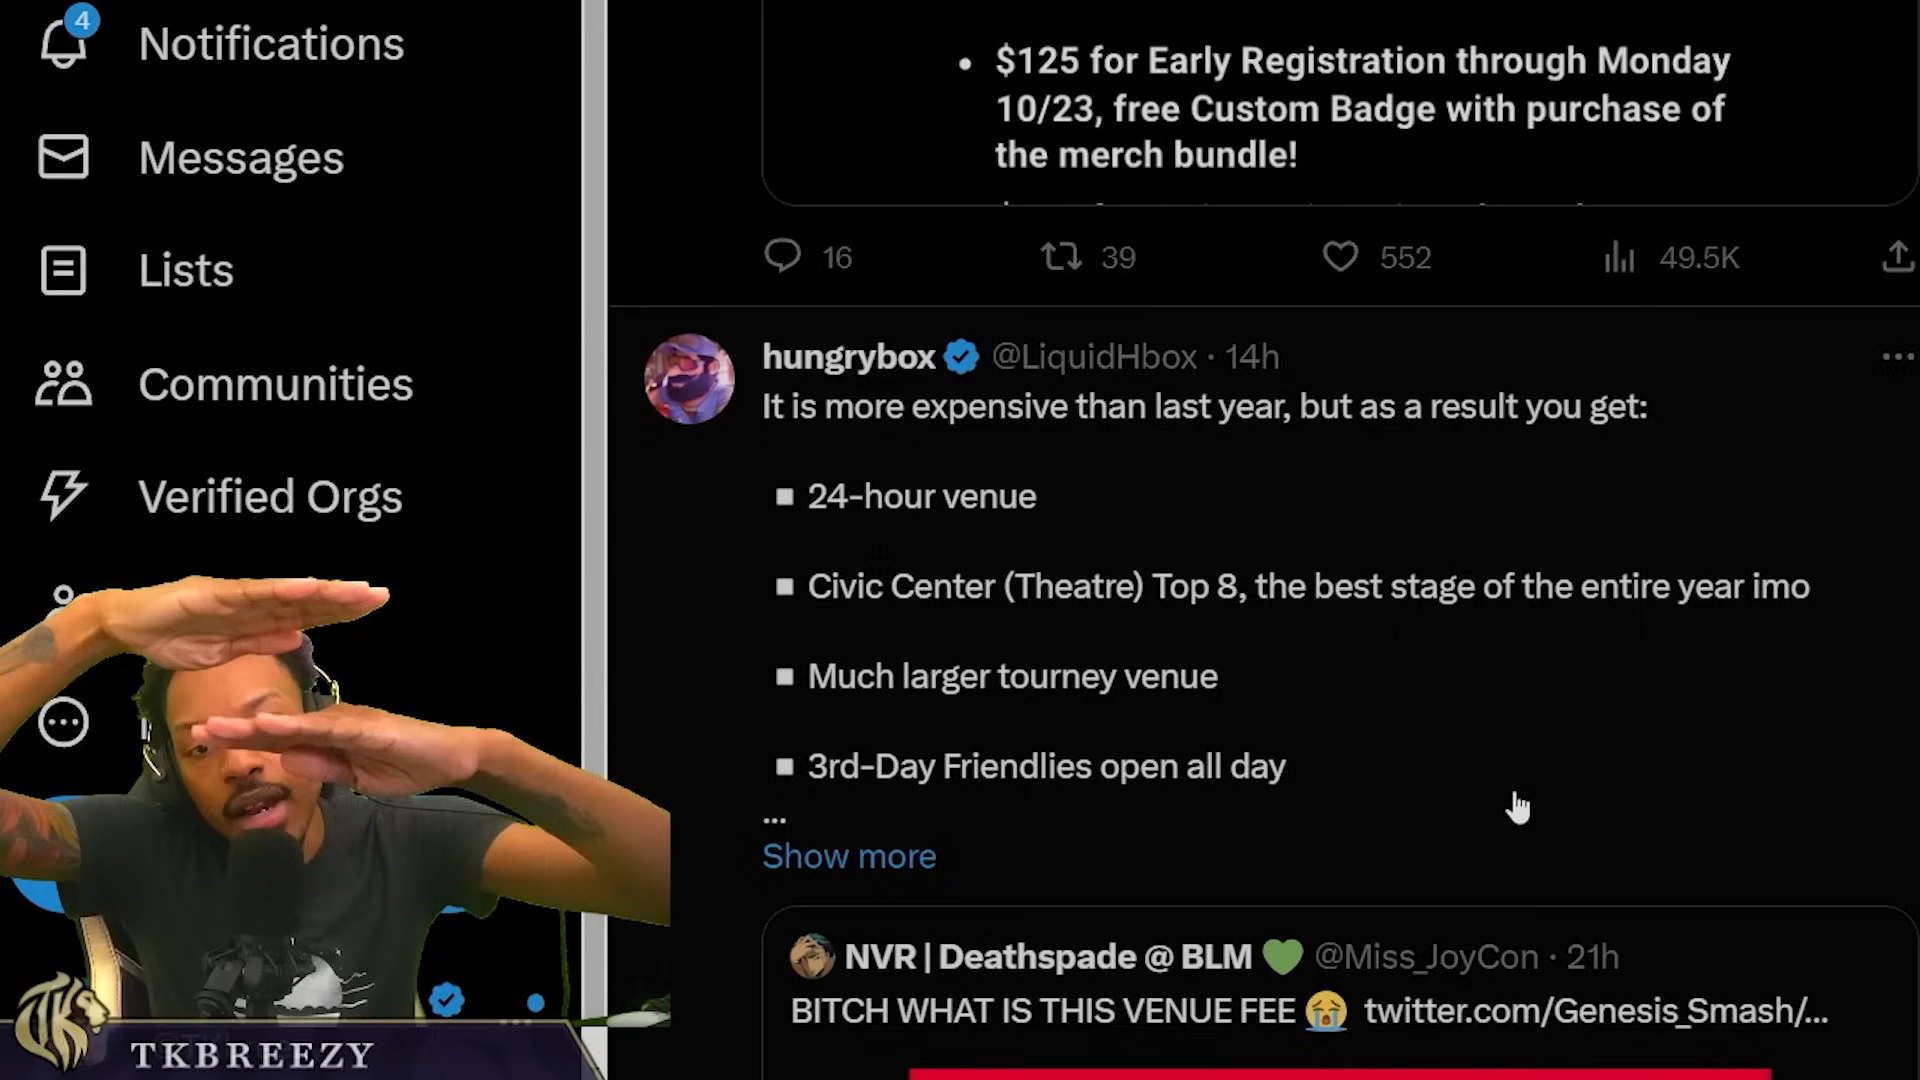 4
Notifications
Messages
Lists
Communities
Verified Orgs
• $125 for Early Registration through Monday
10/23, free Custom Badge with purchase of
the merch bundle!
16 39 552 49.5K
hungrybox @LiquidHbox · 14h
It is more expensive than last year, but as a result you get:
▪ 24-hour venue
▪ Civic Center (Theatre) Top 8, the best stage of the entire year imo
▪ Much larger tourney venue
▪ 3rd-Day Friendlies open all day
...
Show more
NVR | Deathspade @ BLM 💚 @Miss_JoyCon · 21h
BITCH WHAT IS THIS VENUE FEE 😭 twitter.com/Genesis_Smash/...
TK
TKBREEZY